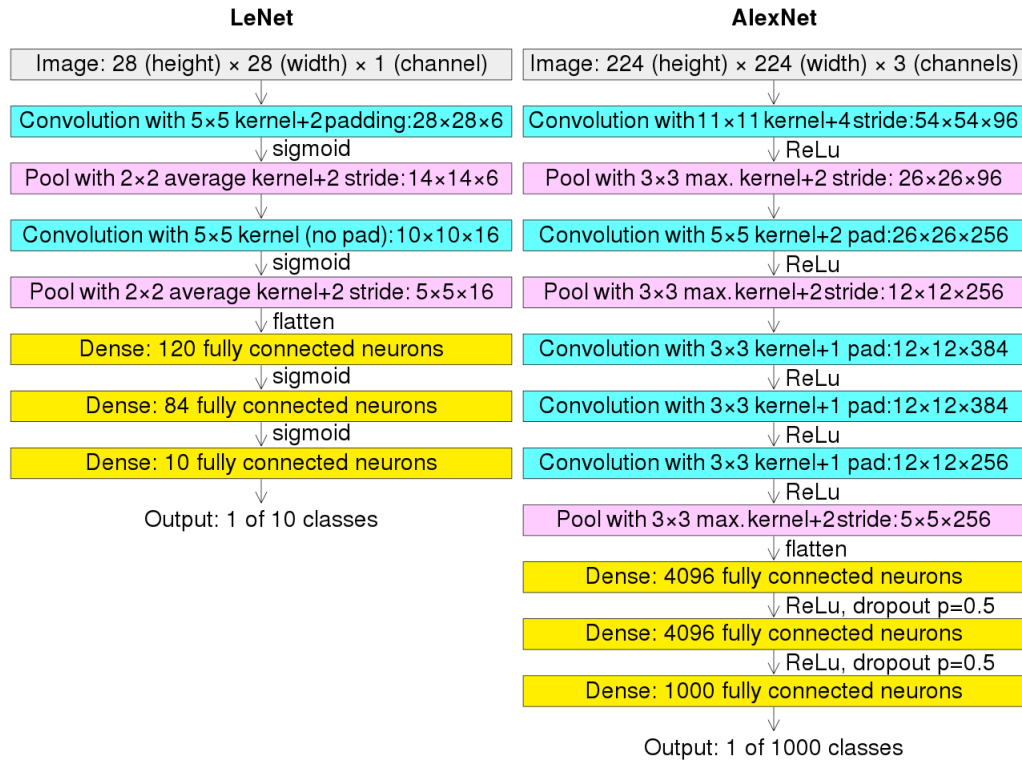 LeNet
Image: 28 (height) × 28 (width) × 1 (channel)
Convolution with 5×5 kernel+2padding:28×28×6
sigmoid
Pool with 2×2 average kernel+2 stride:14×14×6
Convolution with 5×5 kernel (no pad):10×10×16
sigmoid
Pool with 2×2 average kernel+2 stride: 5×5×16
flatten
Dense: 120 fully connected neurons
sigmoid
Dense: 84 fully connected neurons
sigmoid
Dense: 10 fully connected neurons
Output: 1 of 10 classes
AlexNet
Image: 224 (height) × 224 (width) × 3 (channels)
Convolution with 11×11 kernel+4 stride:54×54×96
ReLu
Pool with 3×3 max. kernel+2 stride: 26×26×96
Convolution with 5×5 kernel+2 pad:26×26×256
ReLu
Pool with 3×3 max.kernel+2stride:12×12×256
Convolution with 3×3 kernel+1 pad:12×12×384
ReLu
Convolution with 3×3 kernel+1 pad:12×12×384
ReLu
Convolution with 3×3 kernel+1 pad:12×12×256
ReLu
Pool with 3×3 max.kernel+2stride:5×5×256
flatten
Dense: 4096 fully connected neurons
ReLu, dropout p=0.5
Dense: 4096 fully connected neurons
ReLu, dropout p=0.5
Dense: 1000 fully connected neurons
Output: 1 of 1000 classes